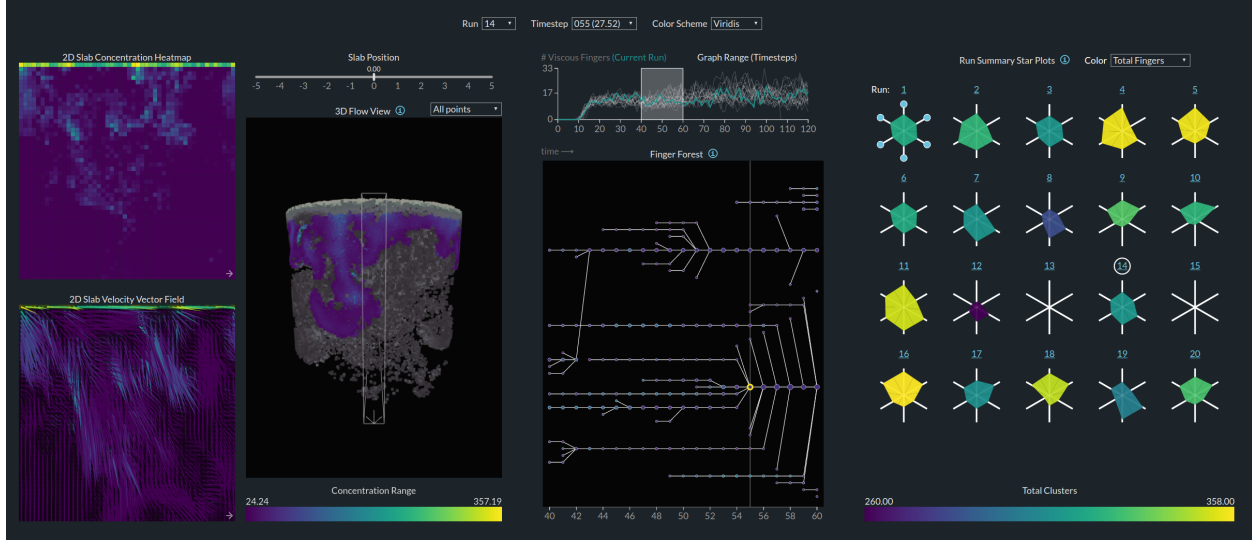 Run 14 Timestep 055 (27.52) Color Scheme Viridis
2D Slab Concentration Heatmap
2D Slab Velocity Vector Field
Slab Position
0.00
-5 -4 -3 -2 -1 0 1 2 3 4 5
3D Flow View All points
Concentration Range
24.24 357.19
# Viscous Fingers (Current Run) Graph Range (Timesteps)
33
17
0
0 10 20 30 40 50 60 70 80 90 100 110 120
time → Finger Forest
40 42 44 46 48 50 52 54 56 58 60
Run Summary Star Plots Color Total Fingers
Run: 1 2 3 4 5
6 7 8 9 10
11 12 13 14 15
16 17 18 19 20
Total Clusters
260.00 358.00